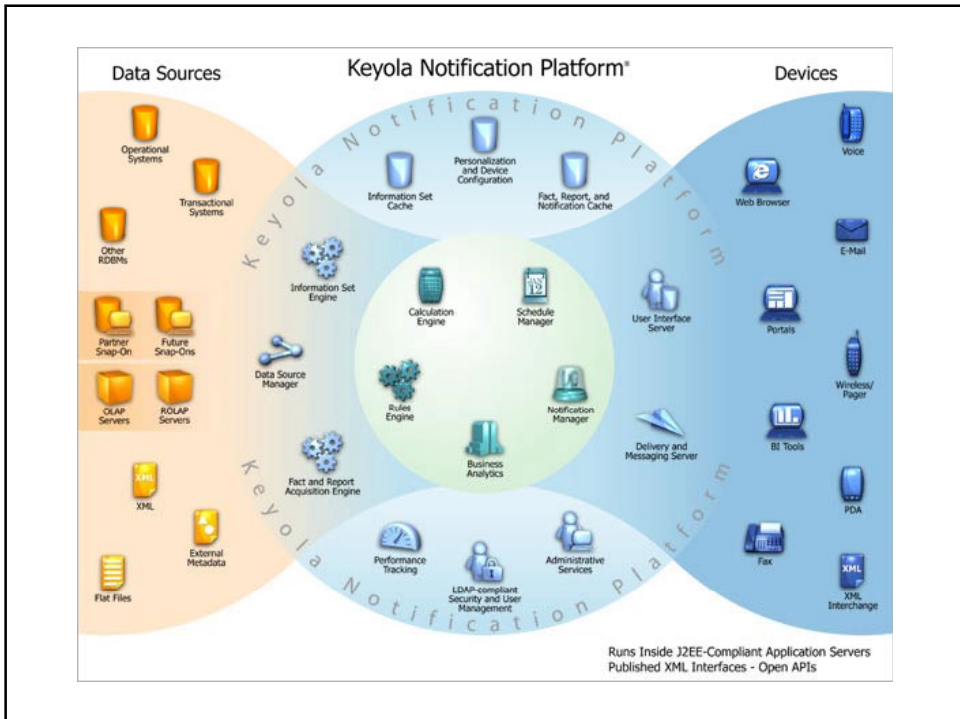 Data Sources
Keyola Notification Platform®
Devices
Keyola Notification Platform
Operational
Systems
Transactional
Systems
Other
RDBMs
Partner
Snap-On
Future
Snap-Ons
OLAP
Servers
ROLAP
Servers
XML
XML
External
Metadata
Flat Files
Information Set
Cache
Personalization
and Device
Configuration
Fact, Report, and
Notification Cache
Information Set
Engine
Data Source
Manager
Fact and Report
Acquisition Engine
Calculation
Engine
JAN
12
Schedule
Manager
Rules
Engine
Notification
Manager
Business
Analytics
User Interface
Server
Delivery and
Messaging Server
Performance
Tracking
LDAP-compliant
Security and User
Management
Administrative
Services
Keyola Notification Platform
Voice
Web Browser
E-Mail
Portals
Wireless/
Pager
BI Tools
PDA
Fax
XML
XML
Interchange
Runs Inside J2EE-Compliant Application Servers
Published XML Interfaces - Open APIs